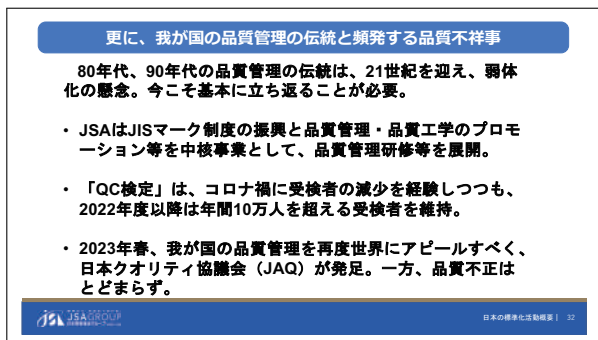 更に、我が国の品質管理の伝統と頻発する品質不祥事
80年代、90年代の品質管理の伝統は、21世紀を迎え、弱体
化の懸念。今こそ基本に立ち返ることが必要。
・ JSAはJISマーク制度の振興と品質管理・品質工学のプロモ
ーション等を中核事業として、品質管理研修等を展開。
・ 「QC検定」は、コロナ禍に受検者の減少を経験しつつも、
2022年度以降は年間10万人を超える受検者を維持。
・ 2023年春、我が国の品質管理を再度世界にアピールすべく、
日本クオリティ協議会（JAQ）が発足。一方、品質不正は
とどまらず。
JSA JSAGROUP
日本の標準化活動概要 | 32